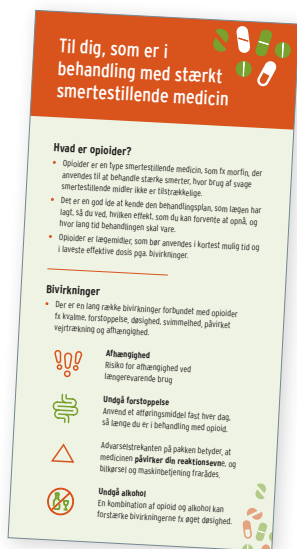 Til dig, som er i
behandling med stærkt
smertestillende medicin
Hvad er opioider?
• Opioider er en type smertestillende medicin, som fx morfin, der
anvendes til at behandle stærke smerter, hvor brug af svage
smertestillende midler ikke er tilstrækkelige.
• Det er en god ide at kende den behandlingsplan, som lægen har
lagt, så du ved, hvilken effekt, som du kan forvente at opnå, og
hvor lang tid behandlingen skal vare.
• Opioider er lægemidler, som bør anvendes i kortest mulig tid og
i laveste effektive dosis pga. bivirkninger.
Bivirkninger
• Der er en lang række bivirkninger forbundet med opioider
fx kvalme, forstoppelse, døsighed, svimmelhed, påvirket
vejrtrækning og afhængighed.
Afhængighed
Risiko for afhængighed ved
længerevarende brug
Undgå forstoppelse
Anvend et afføringsmiddel fast hver dag,
så længe du er i behandling med opioid.
Advarselstrekanten på pakken betyder, at
medicinen påvirker din reaktionsevne, og
bilkørsel og maskinbetjening frarådes.
Undgå alkohol
En kombination af opioid og alkohol kan
forstærke bivirkningerne fx øget døsighed.